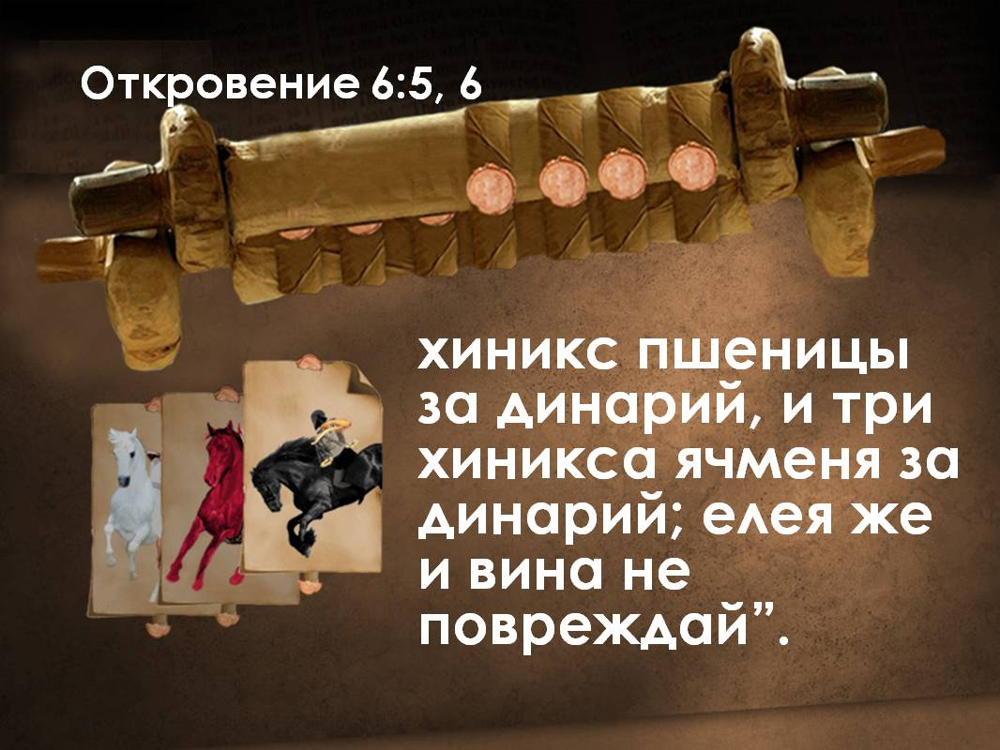 Откровение 6:5, 6
хиникс пшеницы
за динарий, и три
хиникса ячменя за
динарий; елея же
и вина не
повреждай”.